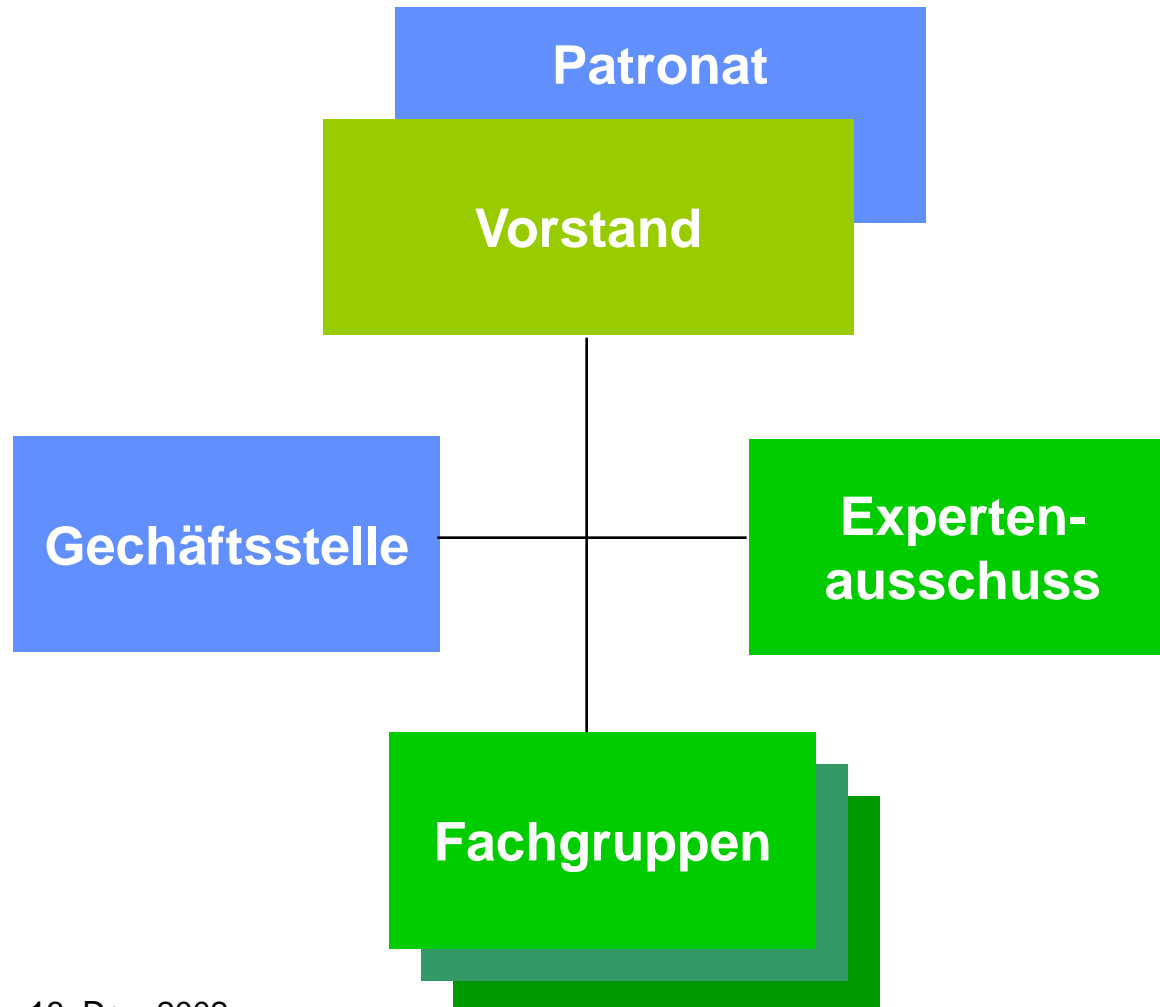 Patronat
Vorstand
Gechäftsstelle
Experten-
ausschuss
Fachgruppen